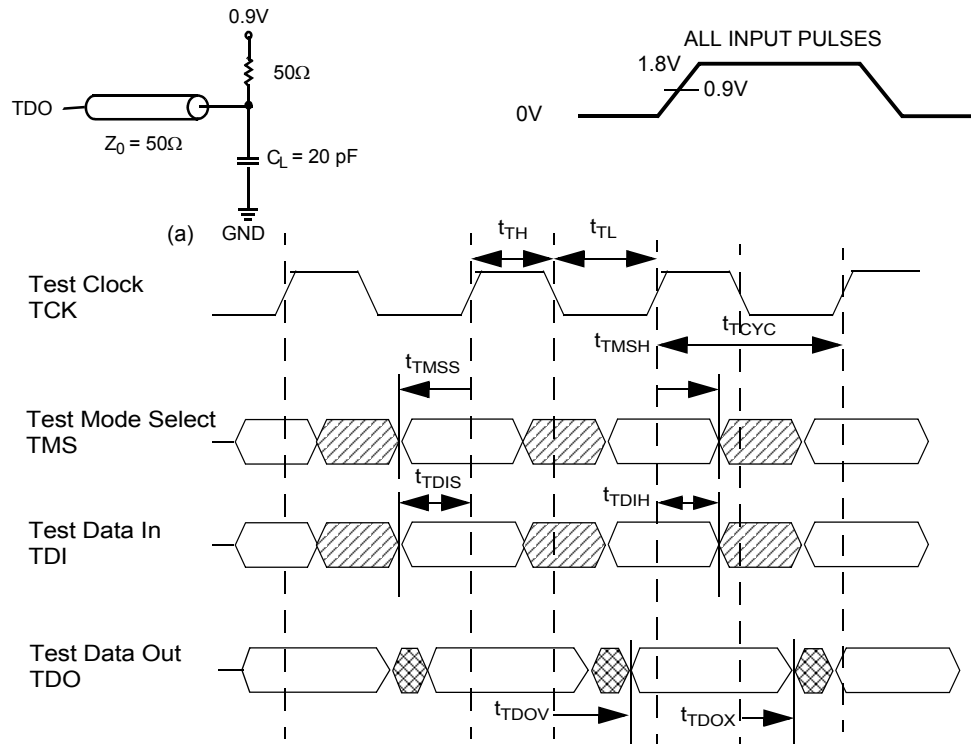 0.9V
50Ω
TDO
Z0 = 50Ω
CL = 20 pF
(a)
GND
ALL INPUT PULSES
1.8V
0.9V
0V
tTH
tTL
Test Clock
TCK
tTCYC
tTMSH
tTMSS
Test Mode Select
TMS
tTDIS
tTDIH
Test Data In
TDI
Test Data Out
TDO
tTDOV
tTDOX